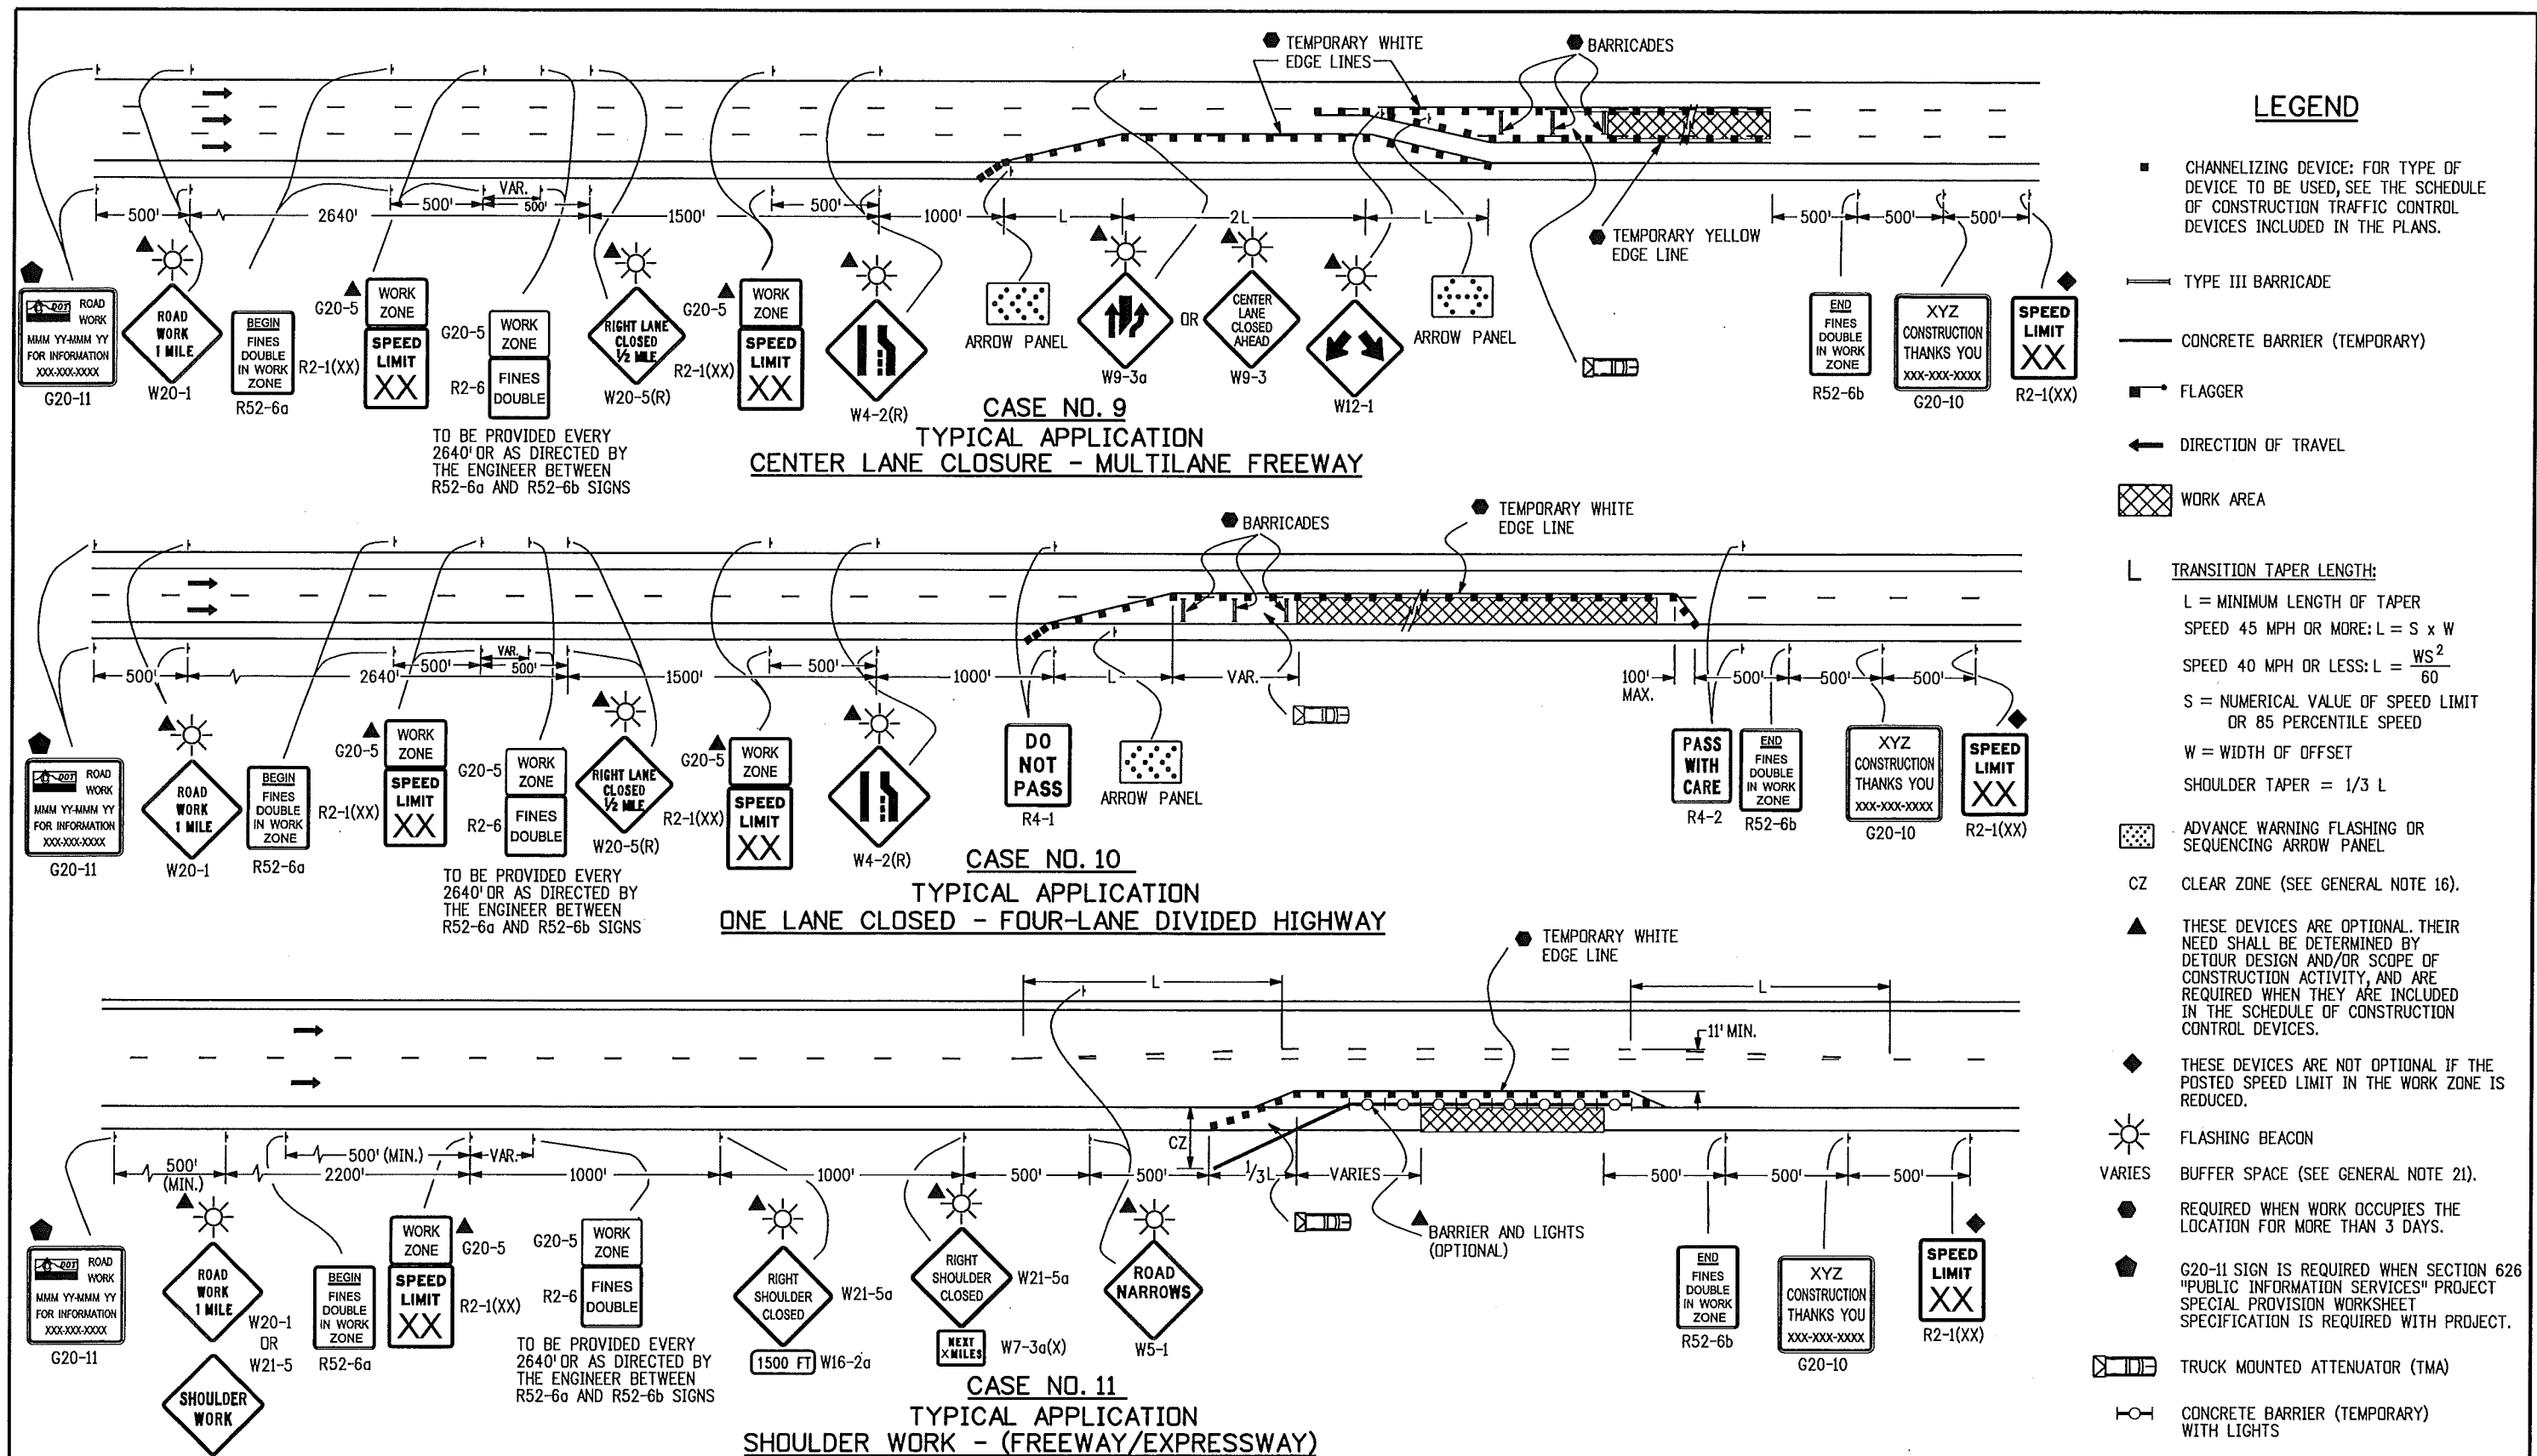 TEMPORARY WHITE
EDGE LINES
BARRICADES
500'
2640'
500'
VAR.
500'
1500'
500'
1000'
L
2L
L
TEMPORARY YELLOW
EDGE LINE
500'
500'
500'
DOT ROAD
WORK
MMM YY-MMM YY
FOR INFORMATION
XXX-XXX-XXXX
G20-11
ROAD
WORK
1 MILE
W20-1
BEGIN
FINES
DOUBLE
IN WORK
ZONE
R52-6a
G20-5
WORK
ZONE
R2-1(XX)
SPEED
LIMIT
XX
G20-5
WORK
ZONE
R2-6
FINES
DOUBLE
TO BE PROVIDED EVERY
2640' OR AS DIRECTED BY
THE ENGINEER BETWEEN
R52-6a AND R52-6b SIGNS
RIGHT LANE
CLOSED
1/2 MILE
W20-5(R)
G20-5
WORK
ZONE
R2-1(XX)
SPEED
LIMIT
XX
W4-2(R)
ARROW PANEL
W9-3a
OR
CENTER
LANE
CLOSED
AHEAD
W9-3
W12-1
ARROW PANEL
END
FINES
DOUBLE
IN WORK
ZONE
R52-6b
XYZ
CONSTRUCTION
THANKS YOU
XXX-XXX-XXXX
G20-10
SPEED
LIMIT
XX
R2-1(XX)
CASE NO. 9
TYPICAL APPLICATION
CENTER LANE CLOSURE - MULTILANE FREEWAY
BARRICADES
TEMPORARY WHITE
EDGE LINE
500'
2640'
500'
VAR.
500'
1500'
500'
1000'
L
VAR.
100'
MAX.
500'
500'
500'
DOT ROAD
WORK
MMM YY-MMM YY
FOR INFORMATION
XXX-XXX-XXXX
G20-11
ROAD
WORK
1 MILE
W20-1
BEGIN
FINES
DOUBLE
IN WORK
ZONE
R52-6a
G20-5
WORK
ZONE
R2-1(XX)
SPEED
LIMIT
XX
G20-5
WORK
ZONE
R2-6
FINES
DOUBLE
TO BE PROVIDED EVERY
2640' OR AS DIRECTED BY
THE ENGINEER BETWEEN
R52-6a AND R52-6b SIGNS
RIGHT LANE
CLOSED
1/2 MILE
W20-5(R)
G20-5
WORK
ZONE
R2-1(XX)
SPEED
LIMIT
XX
W4-2(R)
DO
NOT
PASS
R4-1
ARROW PANEL
PASS
WITH
CARE
R4-2
END
FINES
DOUBLE
IN WORK
ZONE
R52-6b
XYZ
CONSTRUCTION
THANKS YOU
XXX-XXX-XXXX
G20-10
SPEED
LIMIT
XX
R2-1(XX)
CASE NO. 10
TYPICAL APPLICATION
ONE LANE CLOSED - FOUR-LANE DIVIDED HIGHWAY
TEMPORARY WHITE
EDGE LINE
L
L
11' MIN.
CZ
500'
(MIN.)
500' (MIN.)
2200'
VAR.
1000'
1000'
500'
500'
1/3L
VARIES
500'
500'
500'
BARRIER AND LIGHTS
(OPTIONAL)
DOT ROAD
WORK
MMM YY-MMM YY
FOR INFORMATION
XXX-XXX-XXXX
G20-11
ROAD
WORK
1 MILE
W20-1
OR
W21-5
SHOULDER
WORK
BEGIN
FINES
DOUBLE
IN WORK
ZONE
R52-6a
WORK
ZONE
G20-5
SPEED
LIMIT
XX
R2-1(XX)
G20-5
WORK
ZONE
R2-6
FINES
DOUBLE
TO BE PROVIDED EVERY
2640' OR AS DIRECTED BY
THE ENGINEER BETWEEN
R52-6a AND R52-6b SIGNS
RIGHT
SHOULDER
CLOSED
W21-5a
1500 FT
W16-2a
RIGHT
SHOULDER
CLOSED
W21-5a
NEXT
X MILES
W7-3a(X)
ROAD
NARROWS
W5-1
END
FINES
DOUBLE
IN WORK
ZONE
R52-6b
XYZ
CONSTRUCTION
THANKS YOU
XXX-XXX-XXXX
G20-10
SPEED
LIMIT
XX
R2-1(XX)
CASE NO. 11
TYPICAL APPLICATION
SHOULDER WORK - (FREEWAY/EXPRESSWAY)
LEGEND
CHANNELIZING DEVICE: FOR TYPE OF
DEVICE TO BE USED, SEE THE SCHEDULE
OF CONSTRUCTION TRAFFIC CONTROL
DEVICES INCLUDED IN THE PLANS.
TYPE III BARRICADE
CONCRETE BARRIER (TEMPORARY)
FLAGGER
DIRECTION OF TRAVEL
WORK AREA
L TRANSITION TAPER LENGTH:
L = MINIMUM LENGTH OF TAPER
SPEED 45 MPH OR MORE: L = S x W
SPEED 40 MPH OR LESS: L = WS²/60
S = NUMERICAL VALUE OF SPEED LIMIT
OR 85 PERCENTILE SPEED
W = WIDTH OF OFFSET
SHOULDER TAPER = 1/3 L
ADVANCE WARNING FLASHING OR
SEQUENCING ARROW PANEL
CZ CLEAR ZONE (SEE GENERAL NOTE 16).
THESE DEVICES ARE OPTIONAL. THEIR
NEED SHALL BE DETERMINED BY
DETOUR DESIGN AND/OR SCOPE OF
CONSTRUCTION ACTIVITY, AND ARE
REQUIRED WHEN THEY ARE INCLUDED
IN THE SCHEDULE OF CONSTRUCTION
CONTROL DEVICES.
THESE DEVICES ARE NOT OPTIONAL IF THE
POSTED SPEED LIMIT IN THE WORK ZONE IS
REDUCED.
FLASHING BEACON
VARIES BUFFER SPACE (SEE GENERAL NOTE 21).
REQUIRED WHEN WORK OCCUPIES THE
LOCATION FOR MORE THAN 3 DAYS.
G20-11 SIGN IS REQUIRED WHEN SECTION 626
"PUBLIC INFORMATION SERVICES" PROJECT
SPECIAL PROVISION WORKSHEET
SPECIFICATION IS REQUIRED WITH PROJECT.
TRUCK MOUNTED ATTENUATOR (TMA)
CONCRETE BARRIER (TEMPORARY)
WITH LIGHTS